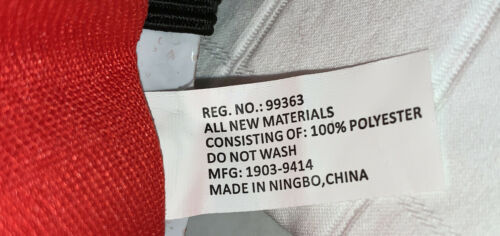 REG. NO.: 99363
ALL NEW MATERIALS
CONSISTING OF: 100% POLYESTER
DO NOT WASH
MFG: 1903-9414
MADE IN NINGBO,CHINA